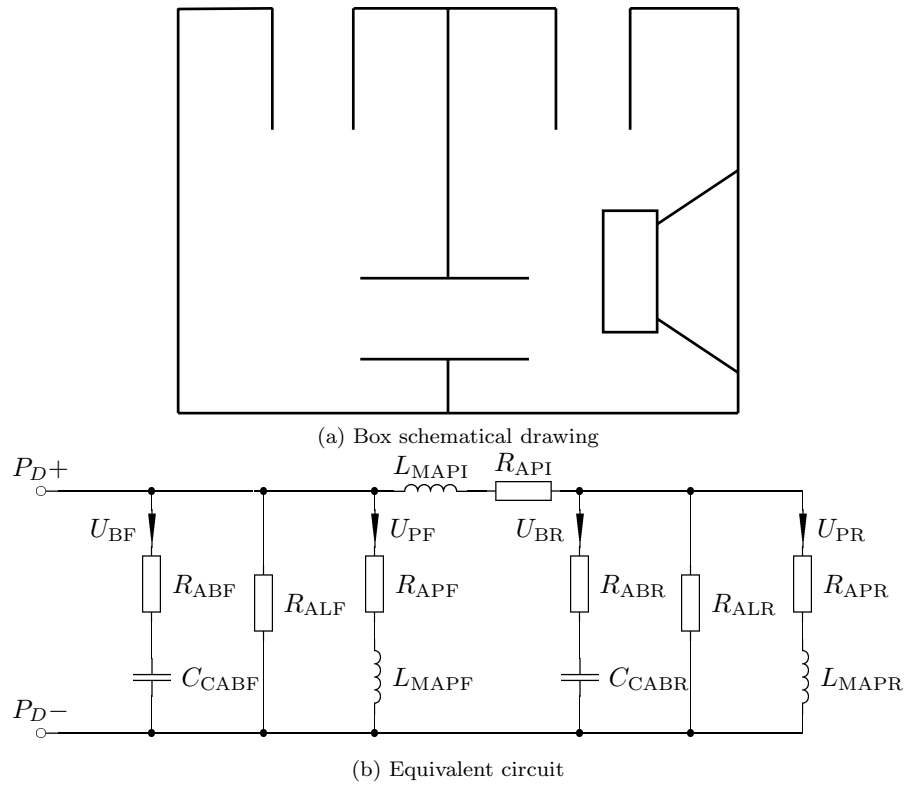 (a) Box schematical drawing
P_D+
L_MAPI
R_API
U_BF
U_PF
U_BR
U_PR
R_ABF
R_ALF
R_APF
R_ABR
R_ALR
R_APR
C_CABF
L_MAPF
C_CABR
L_MAPR
P_D−
(b) Equivalent circuit